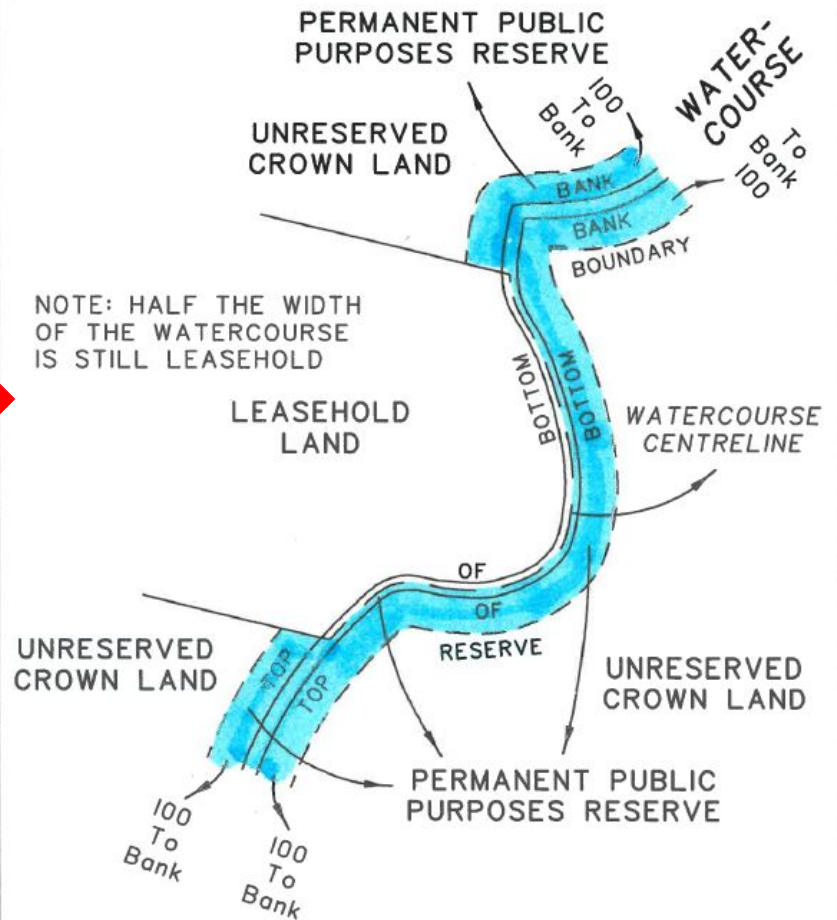 PERMANENT PUBLIC
PURPOSES RESERVE
WATER-
COURSE
100
To
Bank
To
Bank
100
UNRESERVED
CROWN LAND
BANK
BANK
BOUNDARY
NOTE: HALF THE WIDTH
OF THE WATERCOURSE
IS STILL LEASEHOLD
BOTTOM
BOTTOM
LEASEHOLD
LAND
WATERCOURSE
CENTRELINE
OF
OF
RESERVE
UNRESERVED
CROWN LAND
TOP
TOP
UNRESERVED
CROWN LAND
PERMANENT PUBLIC
PURPOSES RESERVE
100
To
Bank
100
To
Bank